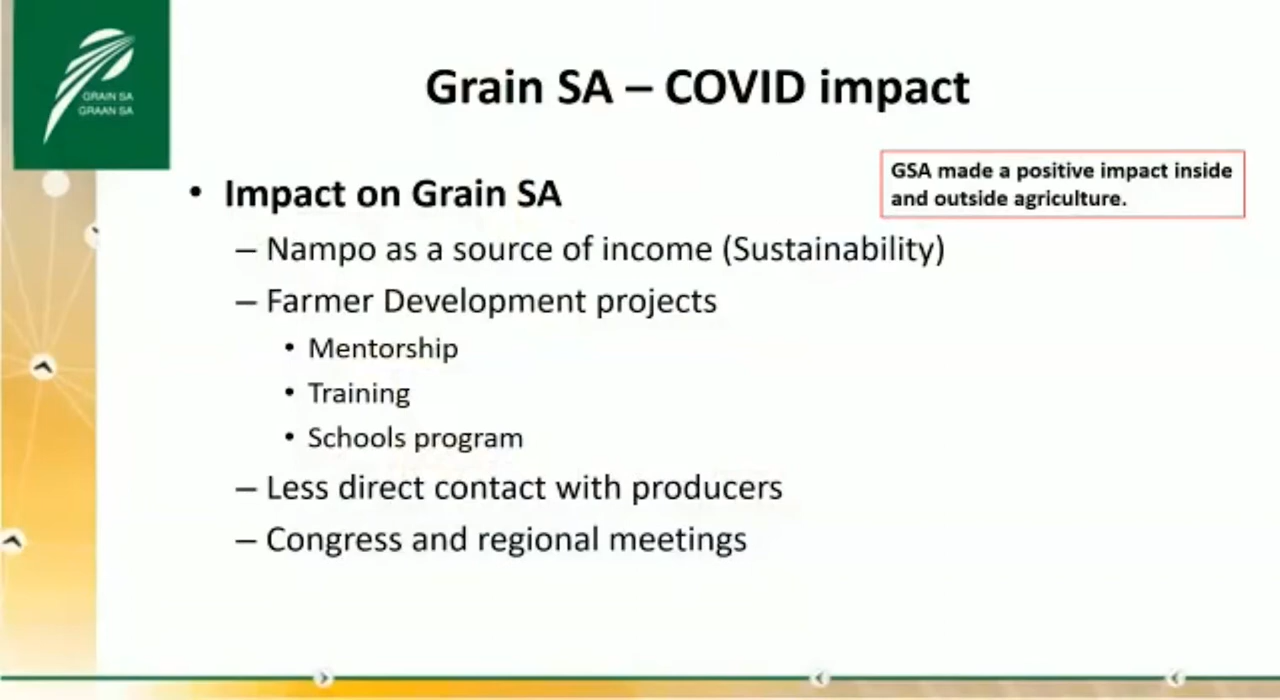 GRAIN SA
GRAAN SA
Grain SA – COVID impact
GSA made a positive impact inside
and outside agriculture.
• Impact on Grain SA
– Nampo as a source of income (Sustainability)
– Farmer Development projects
• Mentorship
• Training
• Schools program
– Less direct contact with producers
– Congress and regional meetings